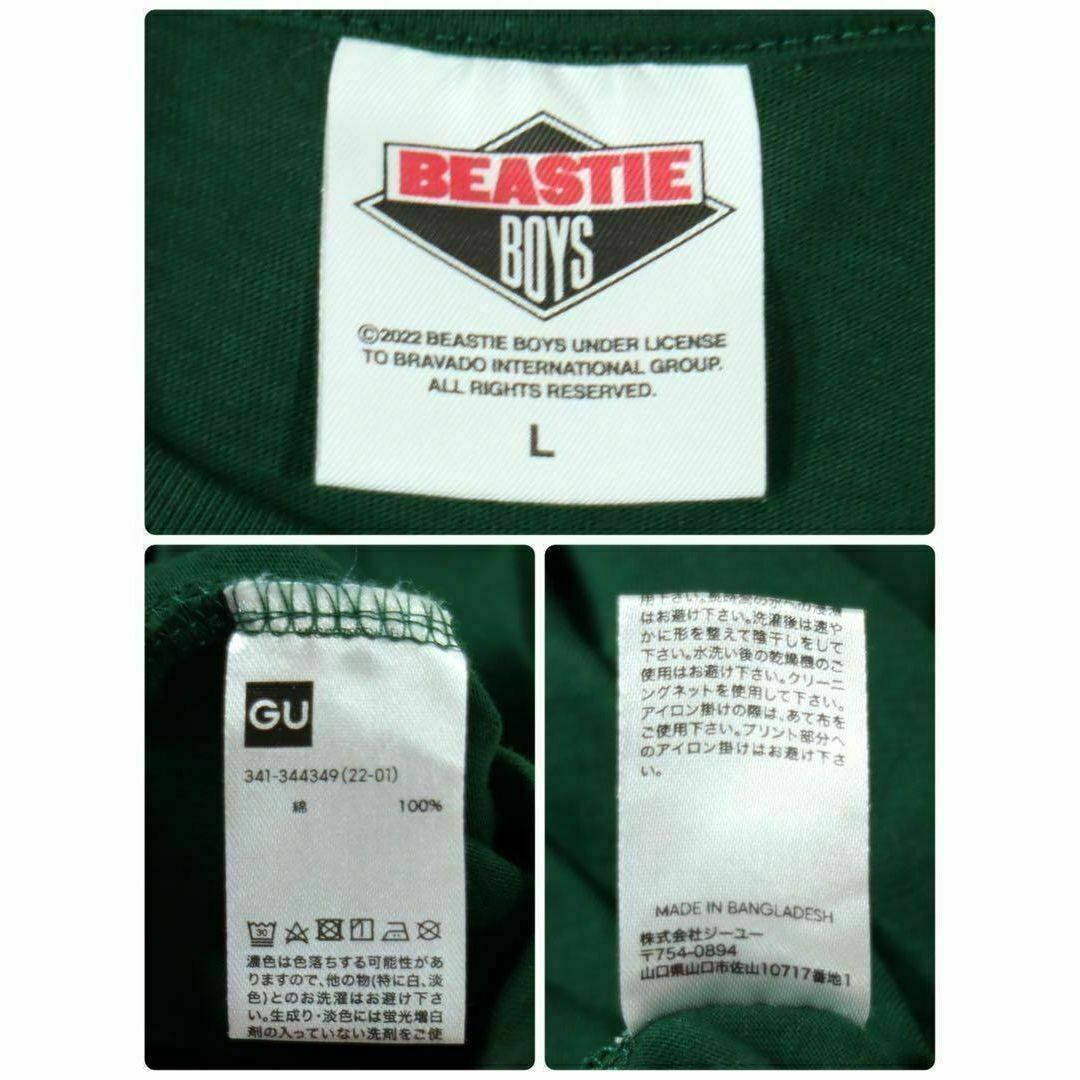 BEASTIE
BOYS
©2022 BEASTIE BOYS UNDER LICENSE
TO BRAVADO INTERNATIONAL GROUP.
ALL RIGHTS RESERVED.
L
GU
341-344349(22-01)
綿 100%
30
濃色は色落ちする可能性があ
りますので、他の物(特に白、淡
色)とのお洗濯はお避け下さ
い。生成り・淡色には蛍光増白
剤の入っていない洗剤をご使
はお避け下さい。洗濯後は速や
かに形を整えて陰干しをして
下さい。水洗い後の乾燥機のご
使用はお避け下さい。クリーニ
ングネットを使用して下さい。
アイロン掛けの際は、あて布を
ご使用下さい。プリント部分へ
のアイロン掛けはお避け下さ
い。
MADE IN BANGLADESH
株式会社ジーユー
〒754-0894
山口県山口市佐山10717番地1